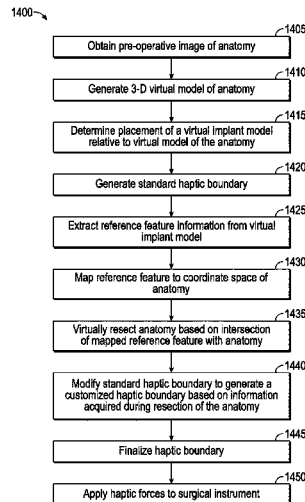 1400
1405
Obtain pre-operative image of anatomy
1410
Generate 3-D virtual model of anatomy
1415
Determine placement of a virtual implant model
relative to virtual model of the anatomy
1420
Generate standard haptic boundary
1425
Extract reference feature information from virtual
implant model
1430
Map reference feature to coordinate space of
anatomy
1435
Virtually resect anatomy based on intersection
of mapped reference feature with anatomy
1440
Modify standard haptic boundary to generate a
customized haptic boundary based on information
acquired during resection of the anatomy
1445
Finalize haptic boundary
1450
Apply haptic forces to surgical instrument